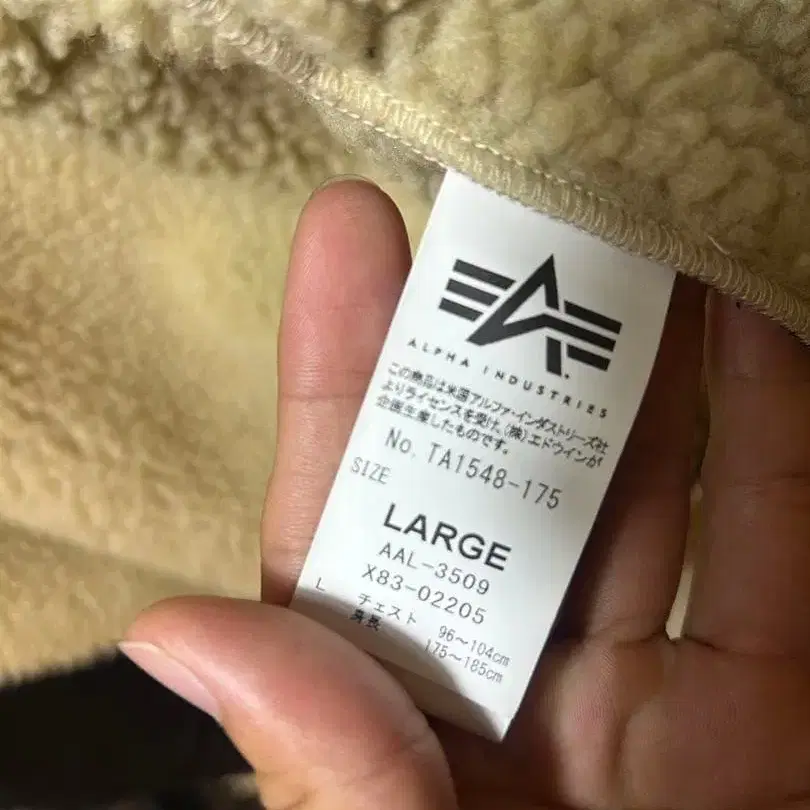 ALPHA INDUSTRIES
この商品は米国アルファ・インダストリーズ社
よりライセンスを受け、(株)エドウインが
企画生産したものです。
No. TA1548-175
SIZE
LARGE
AAL-3509
X83-02205
L チェスト 96〜104cm
身長 175〜185cm